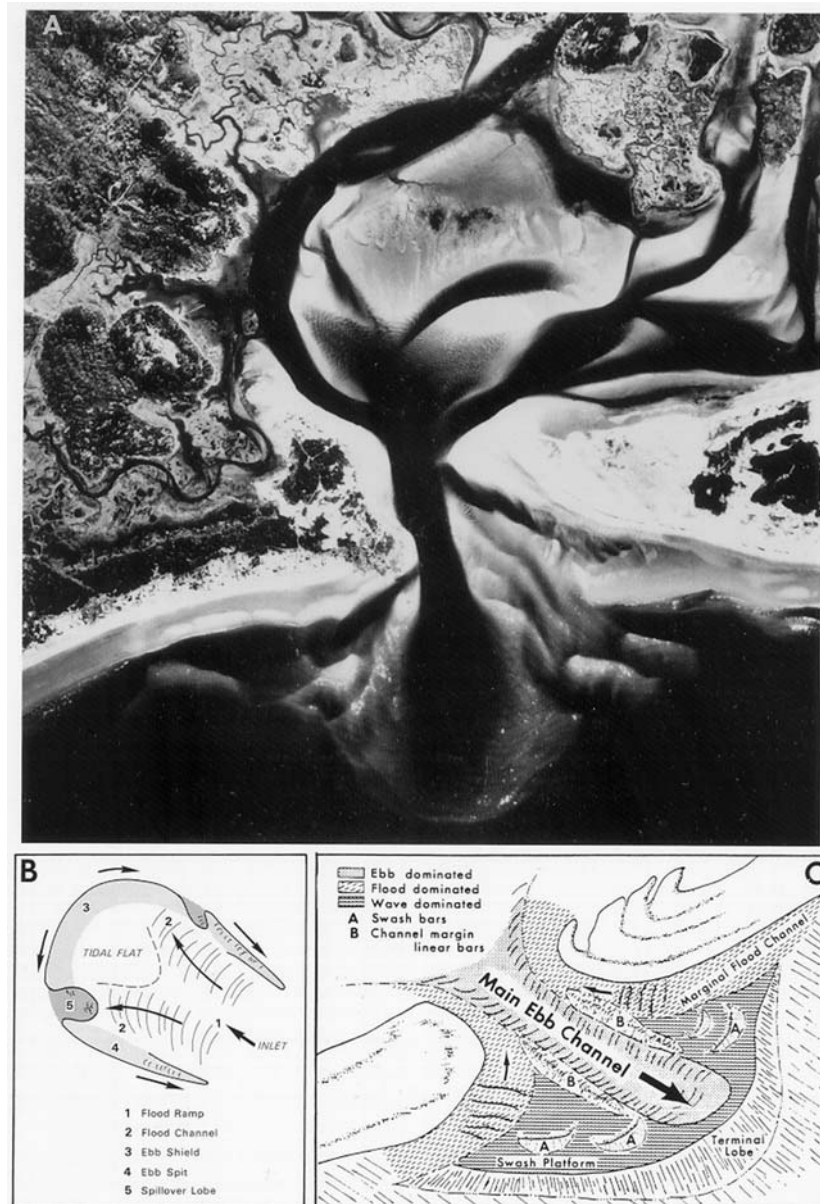 A
B
3
2
TIDAL FLAT
5
2
1
INLET
4
1 Flood Ramp
2 Flood Channel
3 Ebb Shield
4 Ebb Spit
5 Spillover Lobe
C
Ebb dominated
Flood dominated
Wave dominated
A Swash bars
B Channel margin
linear bars
Marginal Flood Channel
B
Main Ebb Channel
A
B
A
A
Swash Platform
Terminal
Lobe